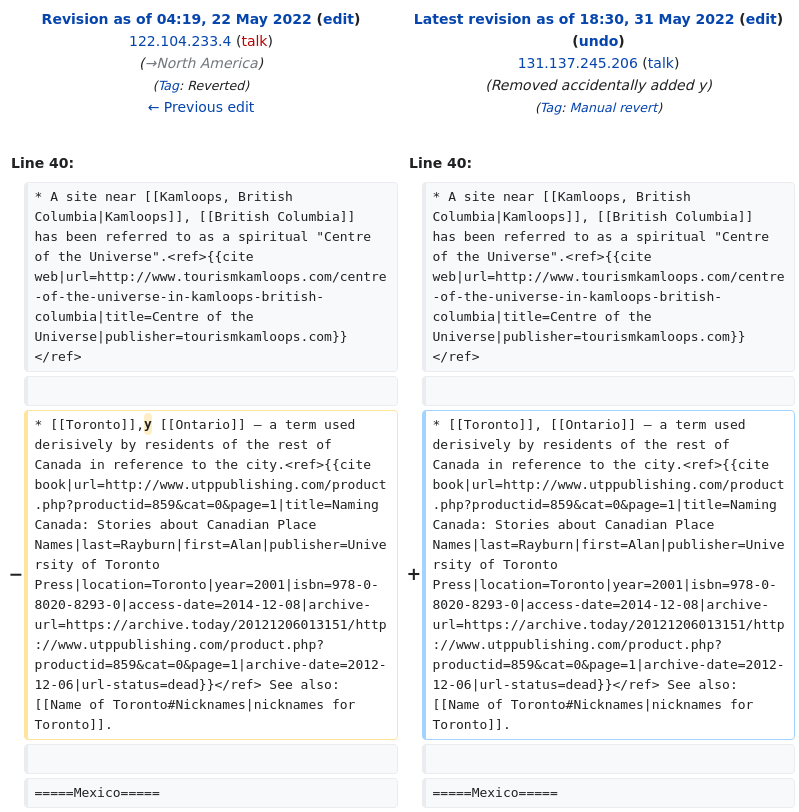 Revision as of 04:19, 22 May 2022 (edit)
122.104.233.4 (talk)
(→North America)
(Tag: Reverted)
← Previous edit
Latest revision as of 18:30, 31 May 2022 (edit)
(undo)
131.137.245.206 (talk)
(Removed accidentally added y)
(Tag: Manual revert)
Line 40:
* A site near [[Kamloops, British
Columbia|Kamloops]], [[British Columbia]]
has been referred to as a spiritual "Centre
of the Universe".<ref>{{cite
web|url=http://www.tourismkamloops.com/centre
-of-the-universe-in-kamloops-british-
columbia|title=Centre of the
Universe|publisher=tourismkamloops.com}}
</ref>
− * [[Toronto]],y [[Ontario]] – a term used
derisively by residents of the rest of
Canada in reference to the city.<ref>{{cite
book|url=http://www.utppublishing.com/product
.php?productid=859&cat=0&page=1|title=Naming
Canada: Stories about Canadian Place
Names|last=Rayburn|first=Alan|publisher=Unive
rsity of Toronto
Press|location=Toronto|year=2001|isbn=978-0-
8020-8293-0|access-date=2014-12-08|archive-
url=https://archive.today/20121206013151/http
://www.utppublishing.com/product.php?
productid=859&cat=0&page=1|archive-date=2012-
12-06|url-status=dead}}</ref> See also:
[[Name of Toronto#Nicknames|nicknames for
Toronto]].
=====Mexico=====
Line 40:
* A site near [[Kamloops, British
Columbia|Kamloops]], [[British Columbia]]
has been referred to as a spiritual "Centre
of the Universe".<ref>{{cite
web|url=http://www.tourismkamloops.com/centre
-of-the-universe-in-kamloops-british-
columbia|title=Centre of the
Universe|publisher=tourismkamloops.com}}
</ref>
+ * [[Toronto]], [[Ontario]] – a term used
derisively by residents of the rest of
Canada in reference to the city.<ref>{{cite
book|url=http://www.utppublishing.com/product
.php?productid=859&cat=0&page=1|title=Naming
Canada: Stories about Canadian Place
Names|last=Rayburn|first=Alan|publisher=Unive
rsity of Toronto
Press|location=Toronto|year=2001|isbn=978-0-
8020-8293-0|access-date=2014-12-08|archive-
url=https://archive.today/20121206013151/http
://www.utppublishing.com/product.php?
productid=859&cat=0&page=1|archive-date=2012-
12-06|url-status=dead}}</ref> See also:
[[Name of Toronto#Nicknames|nicknames for
Toronto]].
=====Mexico=====